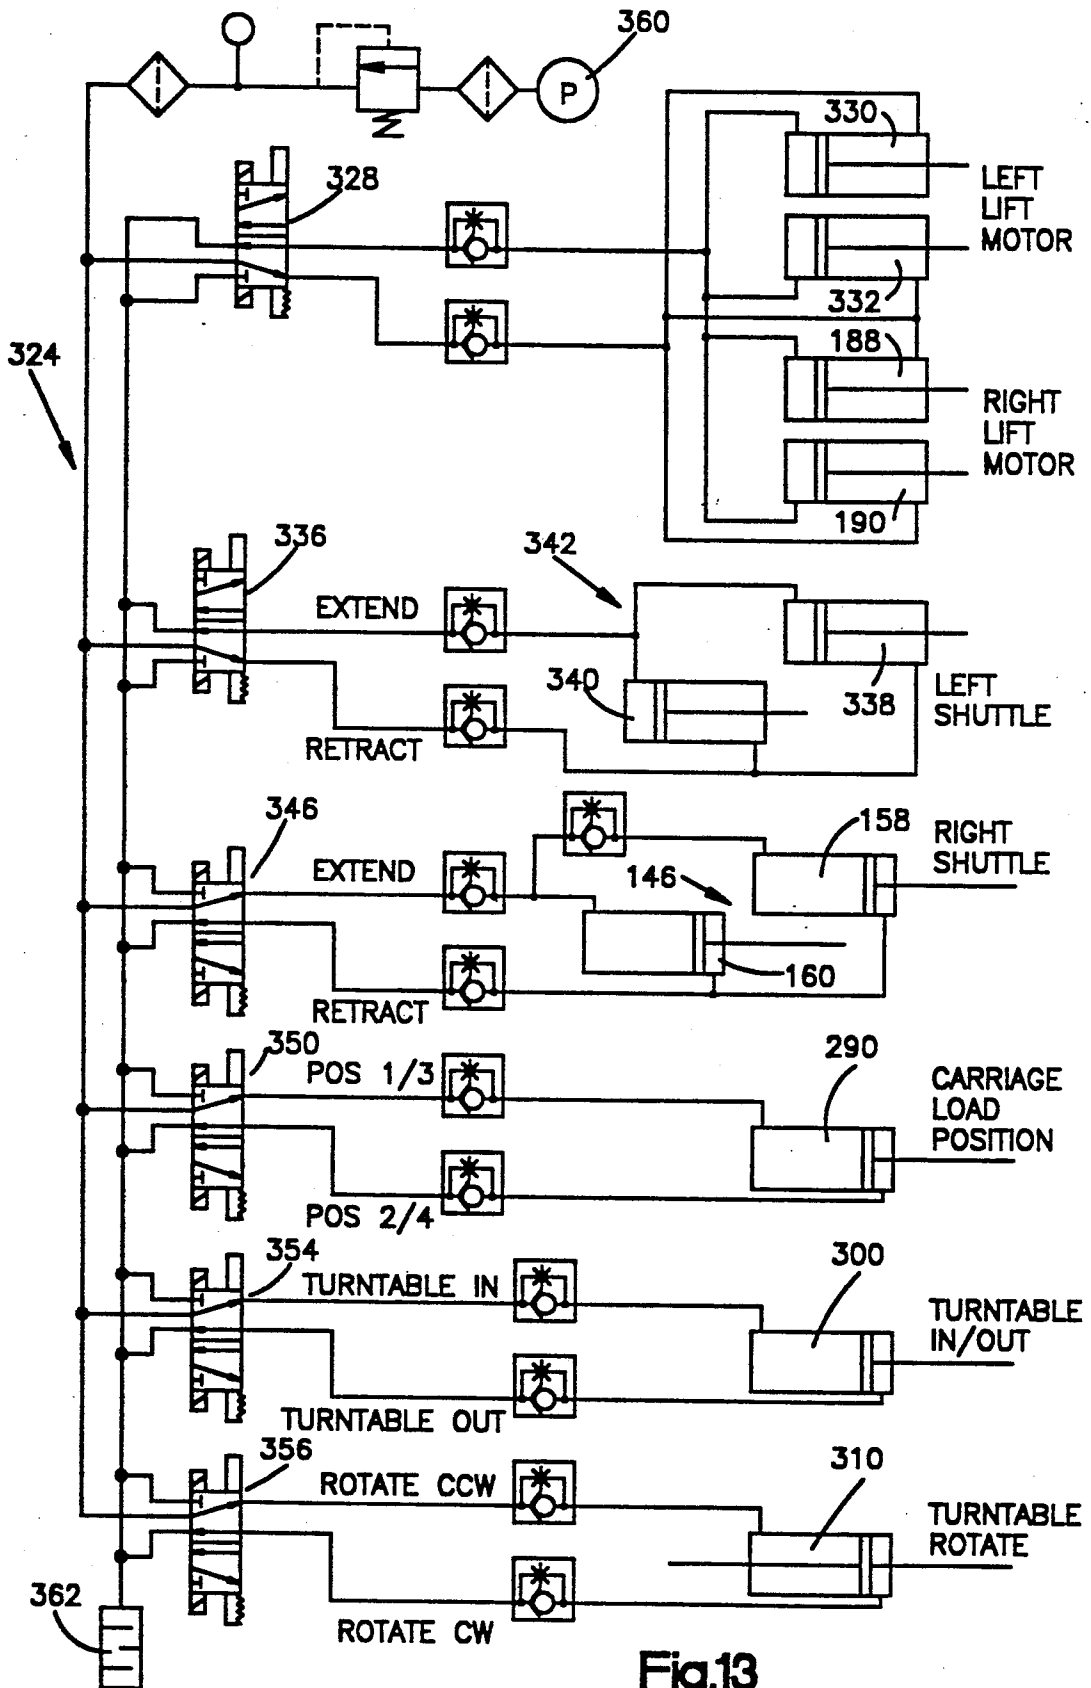 360
P
330
328
LEFT
LIFT
MOTOR
332
324
188
RIGHT
LIFT
MOTOR
190
336
342
EXTEND
340
338
LEFT
SHUTTLE
RETRACT
346
158
RIGHT
SHUTTLE
EXTEND
146
160
RETRACT
350
POS 1/3
290
CARRIAGE
LOAD
POSITION
POS 2/4
354
TURNTABLE IN
300
TURNTABLE
IN/OUT
TURNTABLE OUT
356
ROTATE CCW
310
TURNTABLE
ROTATE
362
ROTATE CW
Fig.13